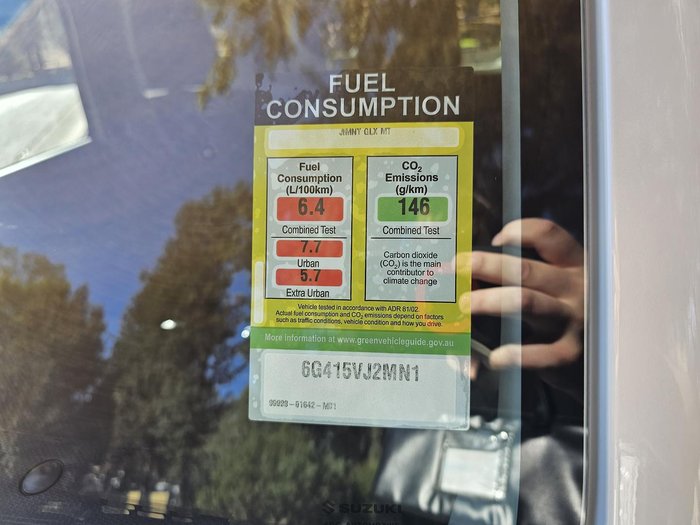 FUEL
CONSUMPTION
JIMNY GLX MT
Fuel
Consumption
(L/100km)
6.4
Combined Test
7.7
Urban
5.7
Extra Urban
CO₂
Emissions
(g/km)
146
Combined Test
Carbon dioxide
(CO₂) is the main
contributor to
climate change
Vehicle tested in accordance with ADR 81/02
Actual fuel consumption and CO₂ emissions depend on factors
such as traffic conditions, vehicle condition and how you drive.
More information at www.greenvehicleguide.gov.au
6G415VJ2MN1
SUZUKI